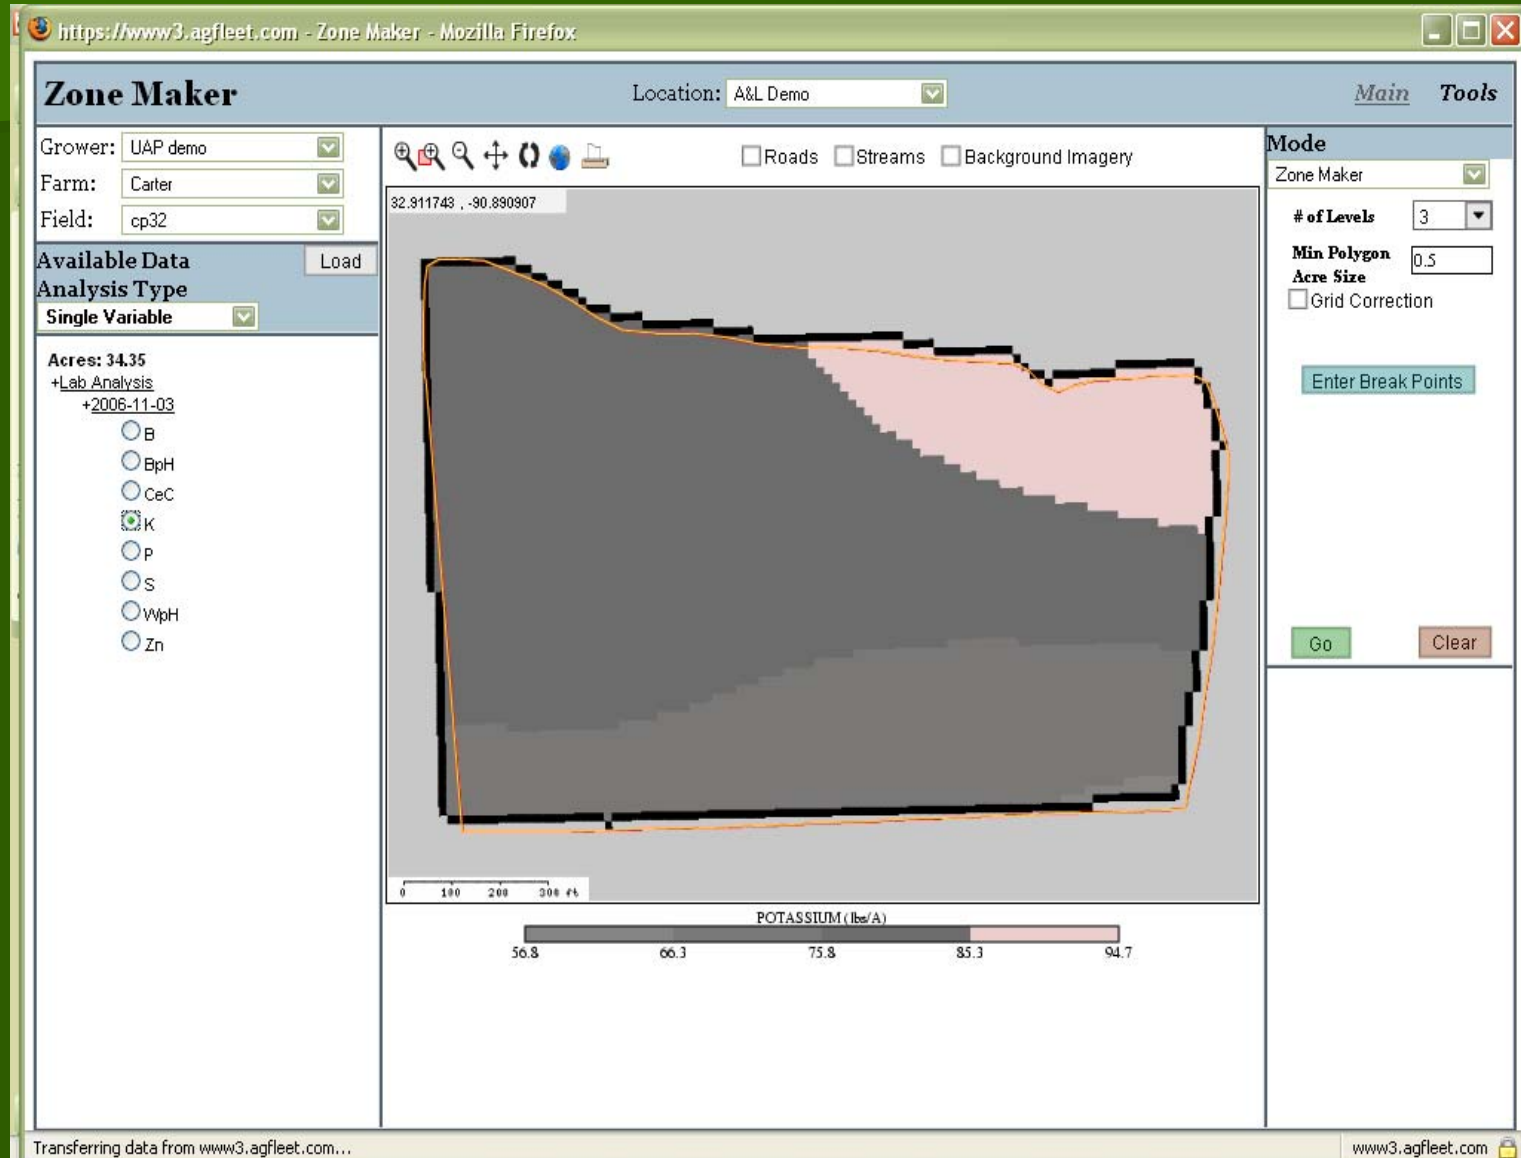 https://www3.agfleet.com - Zone Maker - Mozilla Firefox
Zone Maker
Location: A&L Demo
Main Tools
Grower: UAP demo
Farm: Carter
Field: cp32
Available Data
Load
Analysis Type
Single Variable
Acres: 34.35
+Lab Analysis
+2006-11-03
B
BpH
CeC
K
P
S
WpH
Zn
Roads Streams Background Imagery
32.911743 , -90.890907
0 100 200 300 ft
POTASSIUM (lbs/A)
56.8 66.3 75.8 85.3 94.7
Mode
Zone Maker
# of Levels 3
Min Polygon
Acre Size
0.5
Grid Correction
Enter Break Points
Go Clear
Transferring data from www3.agfleet.com...
www3.agfleet.com